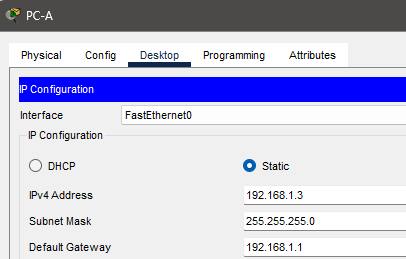 PC-A
Physical Config Desktop Programming Attributes
IP Configuration
Interface FastEthernet0
IP Configuration
DHCP Static
IPv4 Address 192.168.1.3
Subnet Mask 255.255.255.0
Default Gateway 192.168.1.1